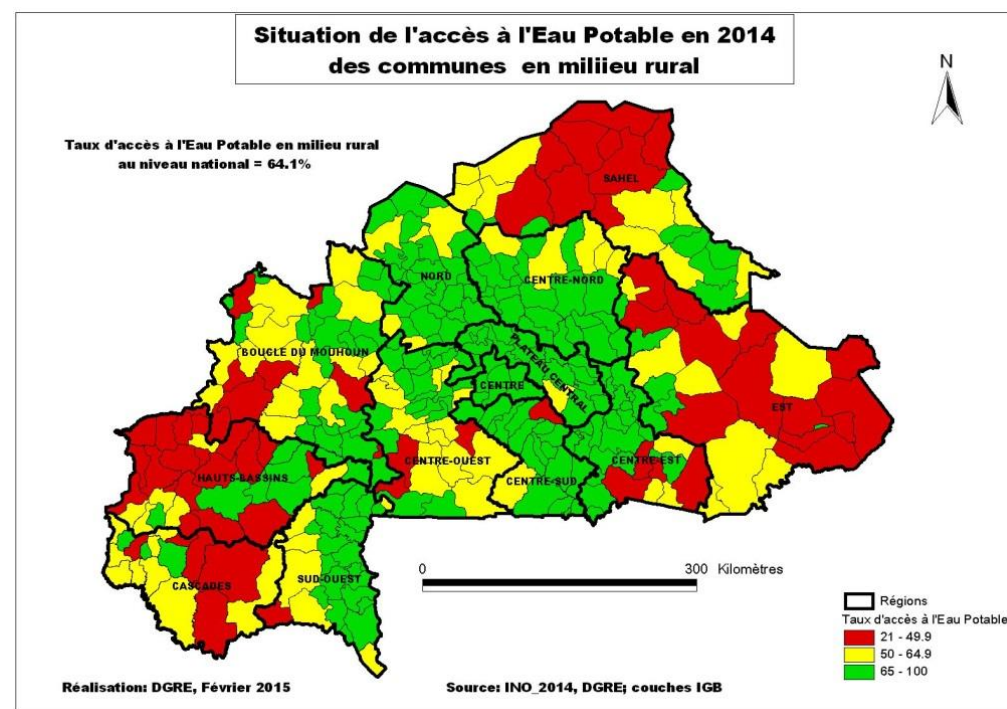 Situation de l'accès à l'Eau Potable en 2014
des communes en miliieu rural
N
Taux d'accès à l'Eau Potable en milieu rural
au niveau national = 64.1%
SAHEL
NORD
CENTRE-NORD
BOUCLE DU MOUHOUN
PLATEAU CENTRAL
CENTRE
EST
CENTRE-OUEST
CENTRE-EST
HAUTS-BASSINS
CENTRE-SUD
CASCADES
SUD-OUEST
0 300 Kilomètres
Régions
Taux d'accès à l'Eau Potable
21 - 49.9
50 - 64.9
65 - 100
Réalisation: DGRE, Février 2015
Source: INO_2014, DGRE; couches IGB